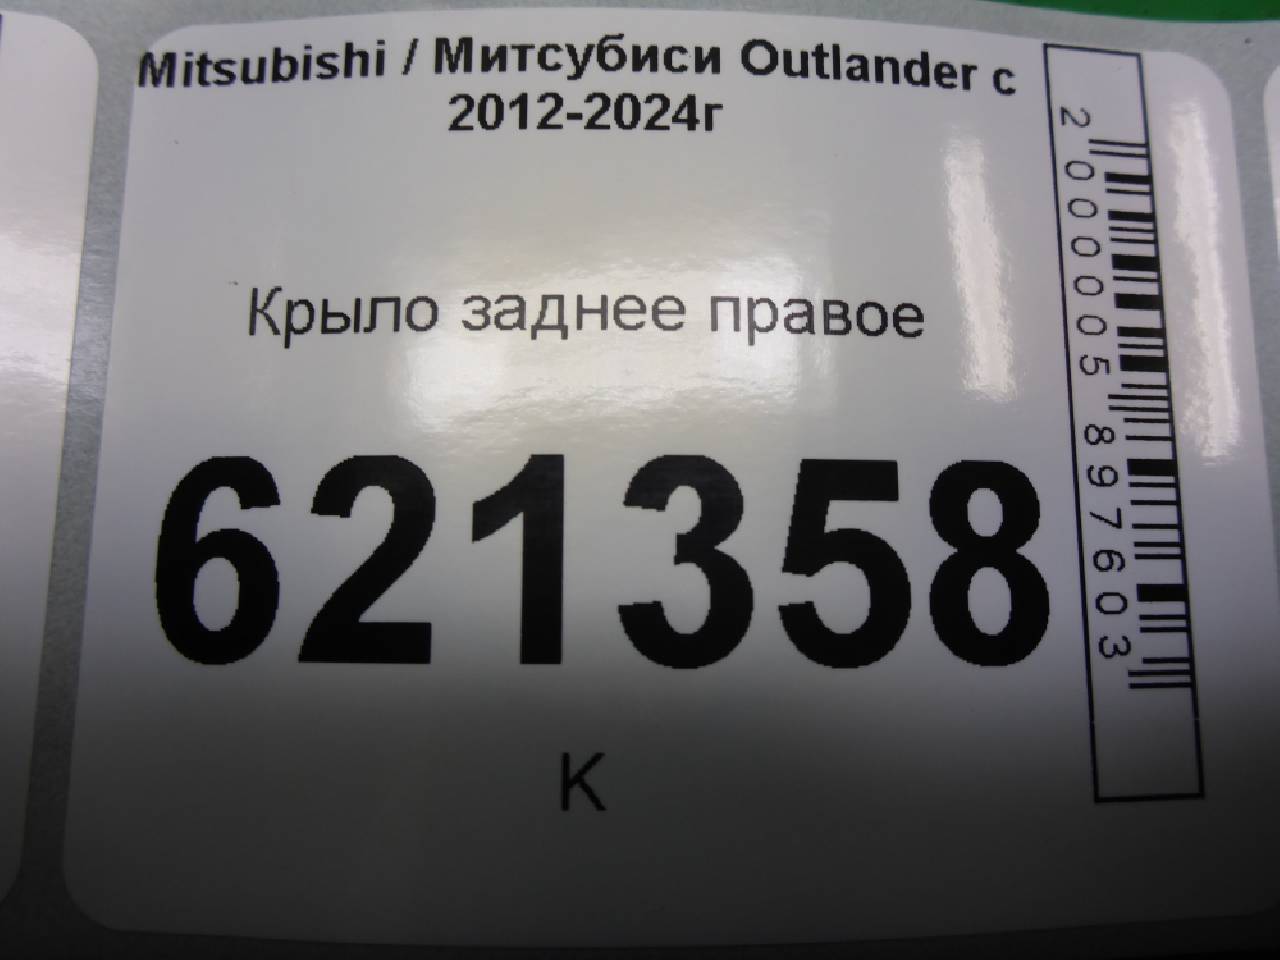 Mitsubishi / Митсубиси Outlander с
2012-2024г
Крыло заднее правое
621358
К
2000005897603